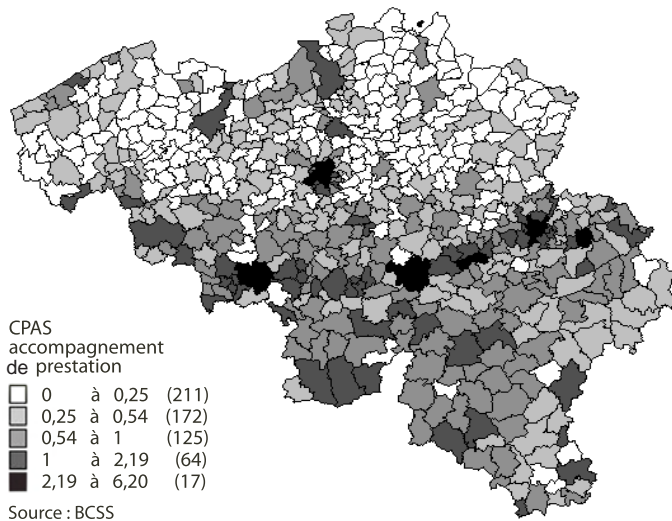 CPAS
accompagnement
de prestation
0 à 0,25 (211)
0,25 à 0,54 (172)
0,54 à 1 (125)
1 à 2,19 (64)
2,19 à 6,20 (17)
Source : BCSS